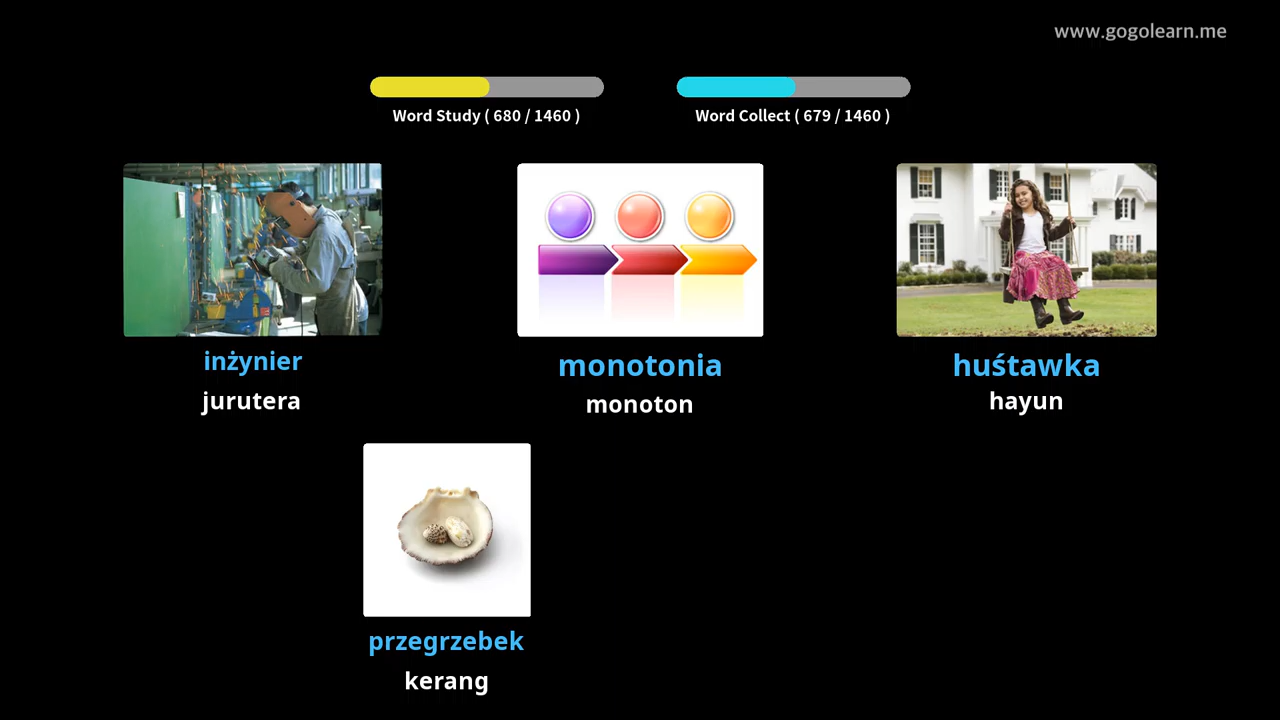 www.gogolearn.me
Word Study ( 680 / 1460 )
Word Collect ( 679 / 1460 )
inżynier
jurutera
monotonia
monoton
huśtawka
hayun
przegrzebek
kerang